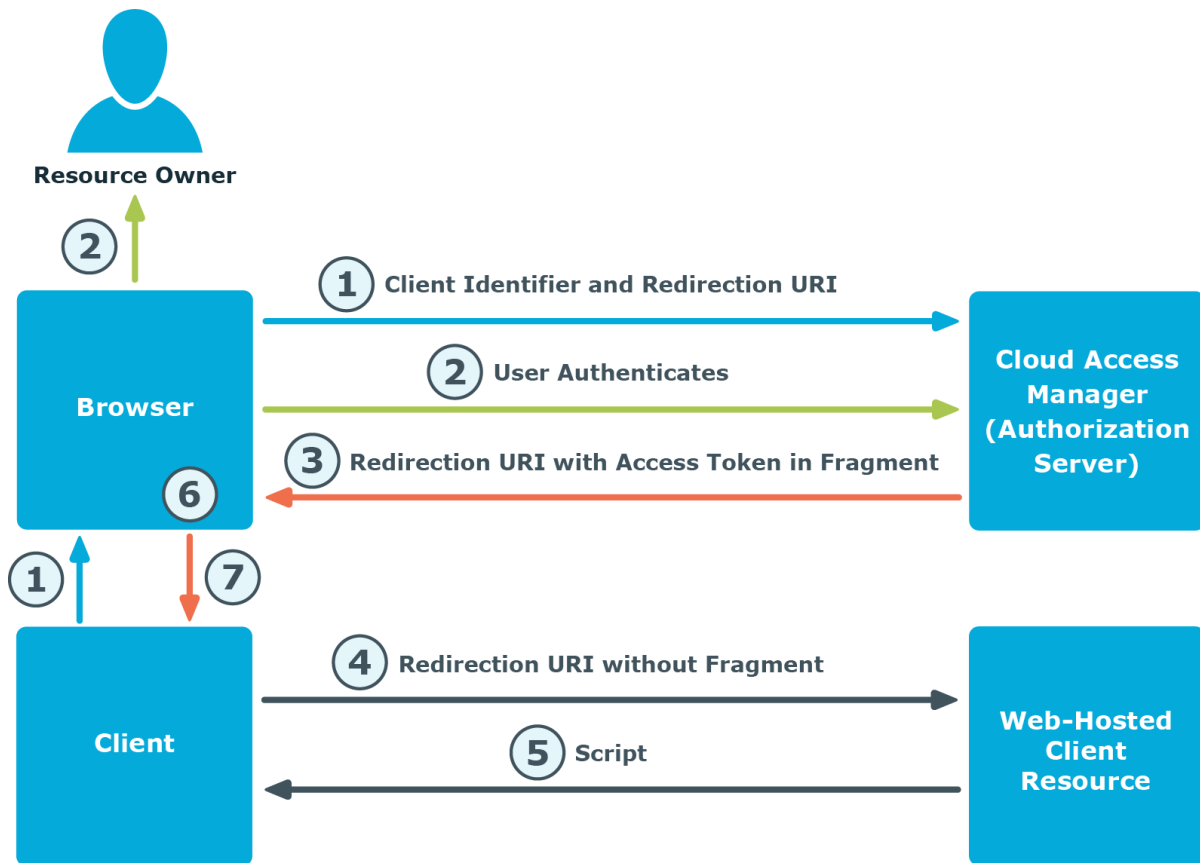 Resource Owner
2
1 Client Identifier and Redirection URI
2 User Authenticates
3 Redirection URI with Access Token in Fragment
Browser
6
Cloud Access
Manager
(Authorization
Server)
1
7
4 Redirection URI without Fragment
5 Script
Client
Web-Hosted
Client
Resource